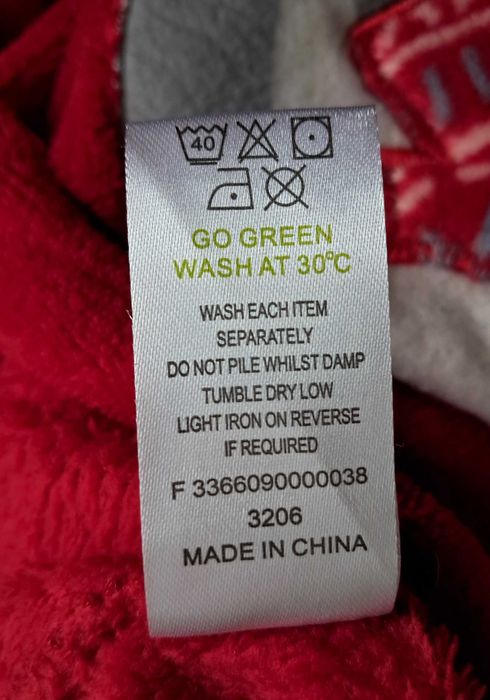 40
GO GREEN
WASH AT 30°C
WASH EACH ITEM
SEPARATELY
DO NOT PILE WHILST DAMP
TUMBLE DRY LOW
LIGHT IRON ON REVERSE
IF REQUIRED
F 3366090000038
3206
MADE IN CHINA